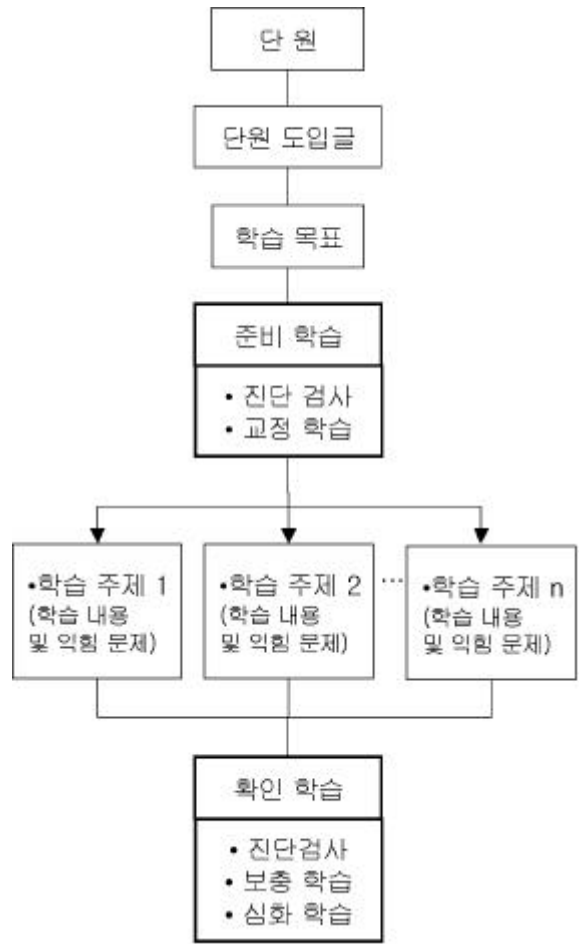 단 원
단원 도입글
학습 목표
준비 학습
• 진단 검사
• 교정 학습
•학습 주제 1
(학습 내용
및 익힘 문제)
•학습 주제 2
(학습 내용
및 익힘 문제)
…
•학습 주제 n
(학습 내용
및 익힘 문제)
확인 학습
• 진단검사
• 보충 학습
• 심화 학습